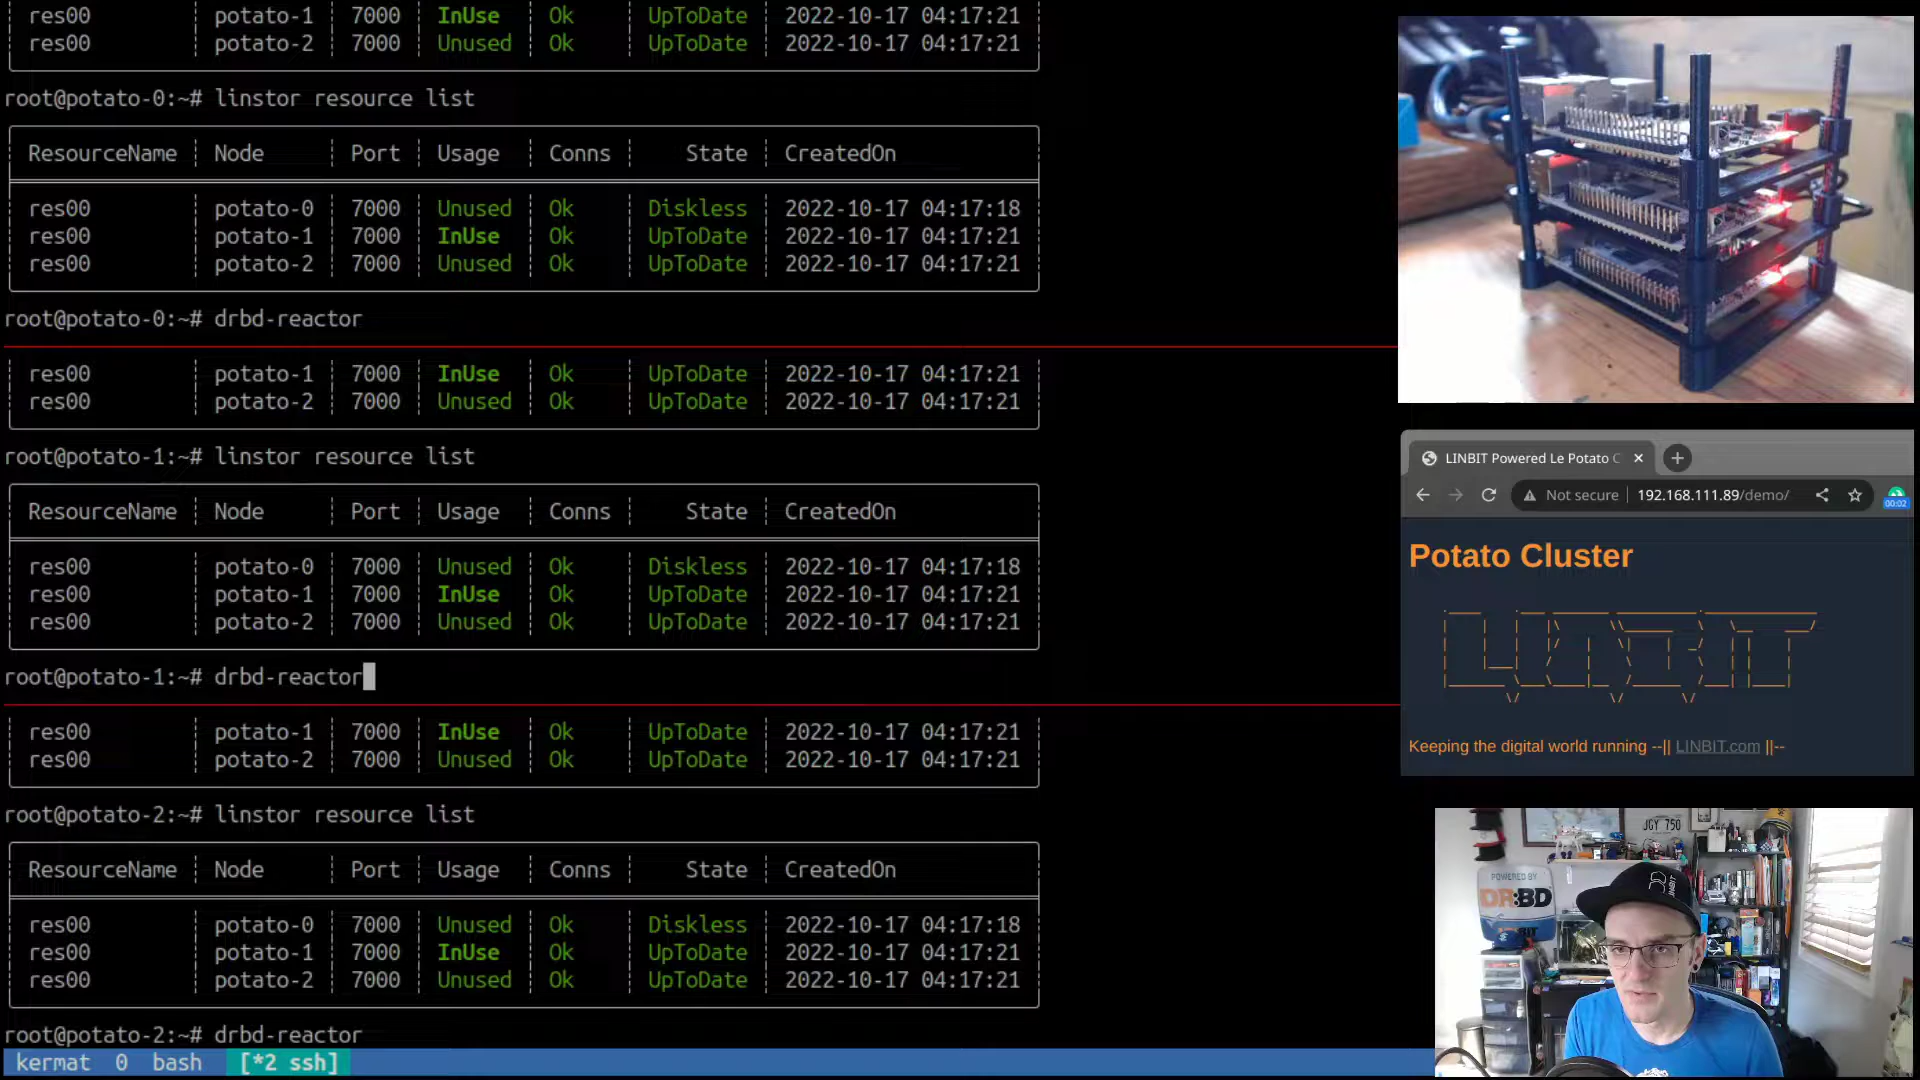 res00 potato-1 7000 InUse Ok UpToDate 2022-10-17 04:17:21
res00 potato-2 7000 Unused Ok UpToDate 2022-10-17 04:17:21
root@potato-0:~# linstor resource list
ResourceName Node Port Usage Conns State CreatedOn
res00 potato-0 7000 Unused Ok Diskless 2022-10-17 04:17:18
res00 potato-1 7000 InUse Ok UpToDate 2022-10-17 04:17:21
res00 potato-2 7000 Unused Ok UpToDate 2022-10-17 04:17:21
root@potato-0:~# drbd-reactor
res00 potato-1 7000 InUse Ok UpToDate 2022-10-17 04:17:21
res00 potato-2 7000 Unused Ok UpToDate 2022-10-17 04:17:21
root@potato-1:~# linstor resource list
ResourceName Node Port Usage Conns State CreatedOn
res00 potato-0 7000 Unused Ok Diskless 2022-10-17 04:17:18
res00 potato-1 7000 InUse Ok UpToDate 2022-10-17 04:17:21
res00 potato-2 7000 Unused Ok UpToDate 2022-10-17 04:17:21
root@potato-1:~# drbd-reactor
res00 potato-1 7000 InUse Ok UpToDate 2022-10-17 04:17:21
res00 potato-2 7000 Unused Ok UpToDate 2022-10-17 04:17:21
root@potato-2:~# linstor resource list
ResourceName Node Port Usage Conns State CreatedOn
res00 potato-0 7000 Unused Ok Diskless 2022-10-17 04:17:18
res00 potato-1 7000 InUse Ok UpToDate 2022-10-17 04:17:21
res00 potato-2 7000 Unused Ok UpToDate 2022-10-17 04:17:21
root@potato-2:~# drbd-reactor
kermat 0 bash [*2 ssh]
LINBIT Powered Le Potato C
Not secure 192.168.111.89/demo/
00:02
Potato Cluster
LINBIT
Keeping the digital world running --|| LINBIT.com ||--
JGY 750
POWERED BY
DR:BD
LINBIT